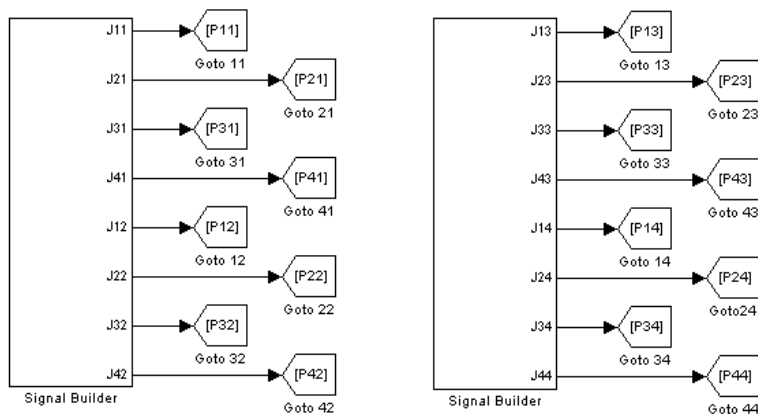 J11 [P11]
Goto 11
J21 [P21]
Goto 21
J31 [P31]
Goto 31
J41 [P41]
Goto 41
J12 [P12]
Goto 12
J22 [P22]
Goto 22
J32 [P32]
Goto 32
J42 [P42]
Goto 42
Signal Builder
J13 [P13]
Goto 13
J23 [P23]
Goto 23
J33 [P33]
Goto 33
J43 [P43]
Goto 43
J14 [P14]
Goto 14
J24 [P24]
Goto24
J34 [P34]
Goto 34
J44 [P44]
Goto 44
Signal Builder